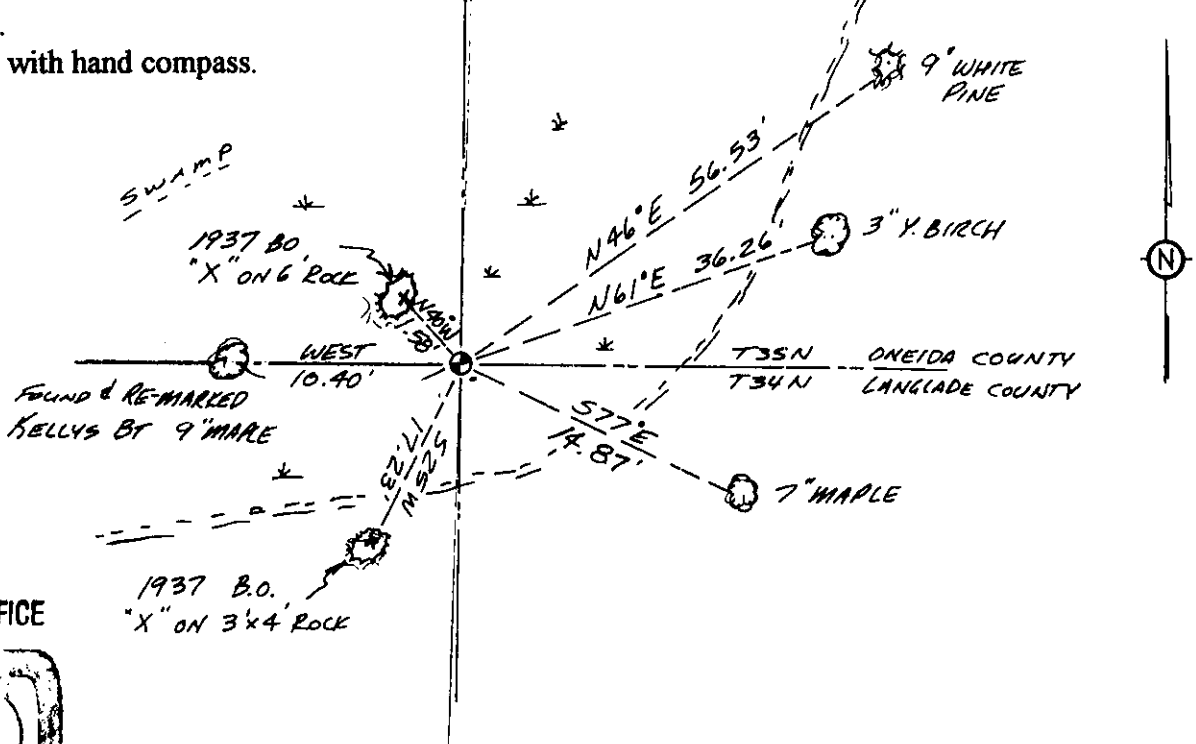 with hand compass.
9" WHITE
PINE
SWAMP
N46°E 56.53'
1937 BO
"X" ON 6' ROCK
3" Y. BIRCH
N61°E 36.26'
N
N40W
WEST
10.40'
T35N ONEIDA COUNTY
T34N LANGLADE COUNTY
FOUND & RE-MARKED
KELLYS BT 9" MAPLE
S77°E
14.87'
S25W
17.23'
7" MAPLE
1937 B.O.
"X" ON 3'x4' ROCK
FICE